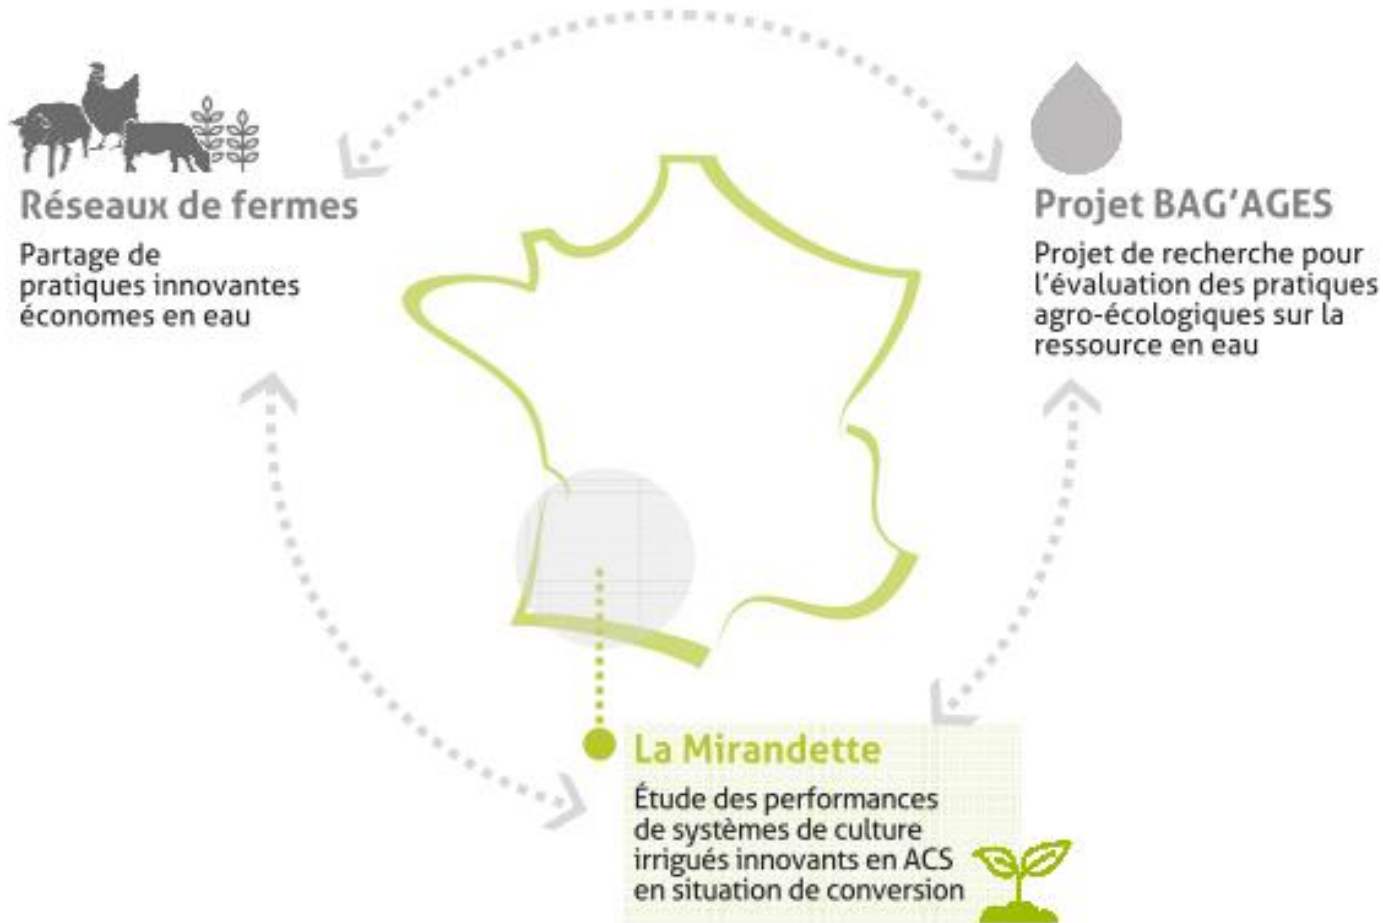 Réseaux de fermes
Partage de
pratiques innovantes
économes en eau
Projet BAG'AGES
Projet de recherche pour
l'évaluation des pratiques
agro-écologiques sur la
ressource en eau
La Mirandette
Étude des performances
de systèmes de culture
irrigués innovants en ACS
en situation de conversion